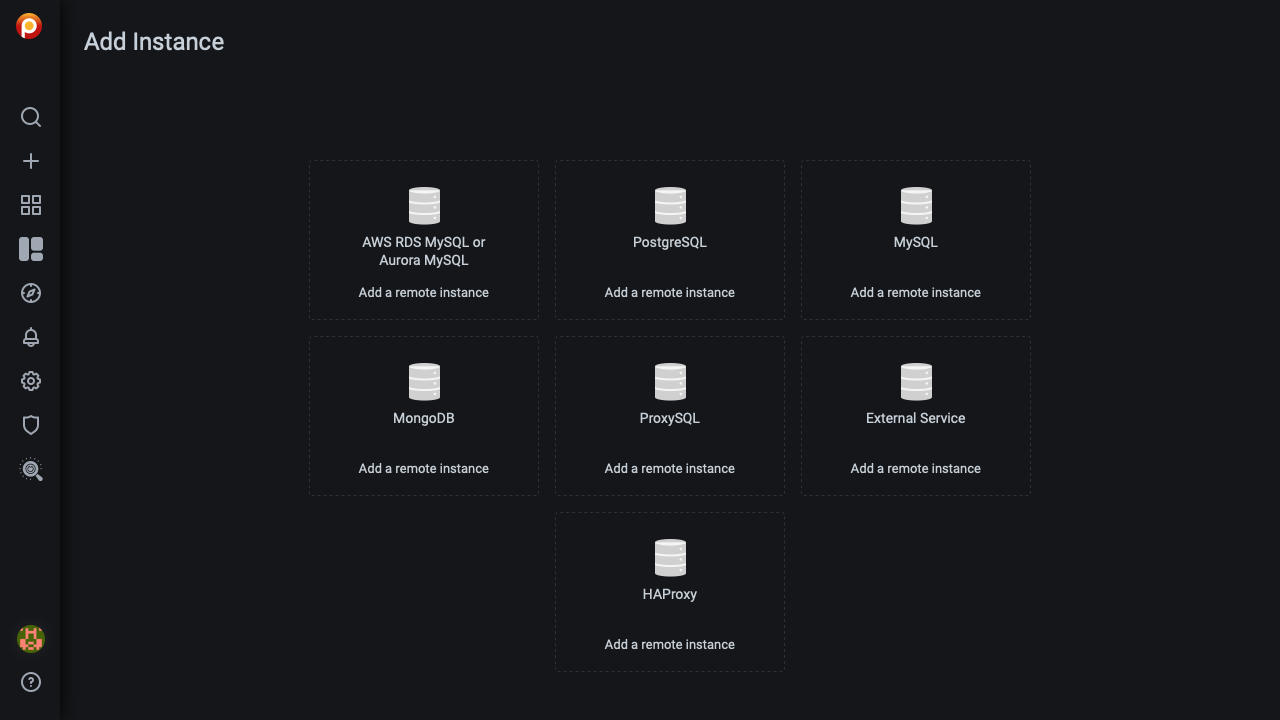 Add Instance
AWS RDS MySQL or
Aurora MySQL
Add a remote instance
PostgreSQL
Add a remote instance
MySQL
Add a remote instance
MongoDB
Add a remote instance
ProxySQL
Add a remote instance
External Service
Add a remote instance
HAProxy
Add a remote instance